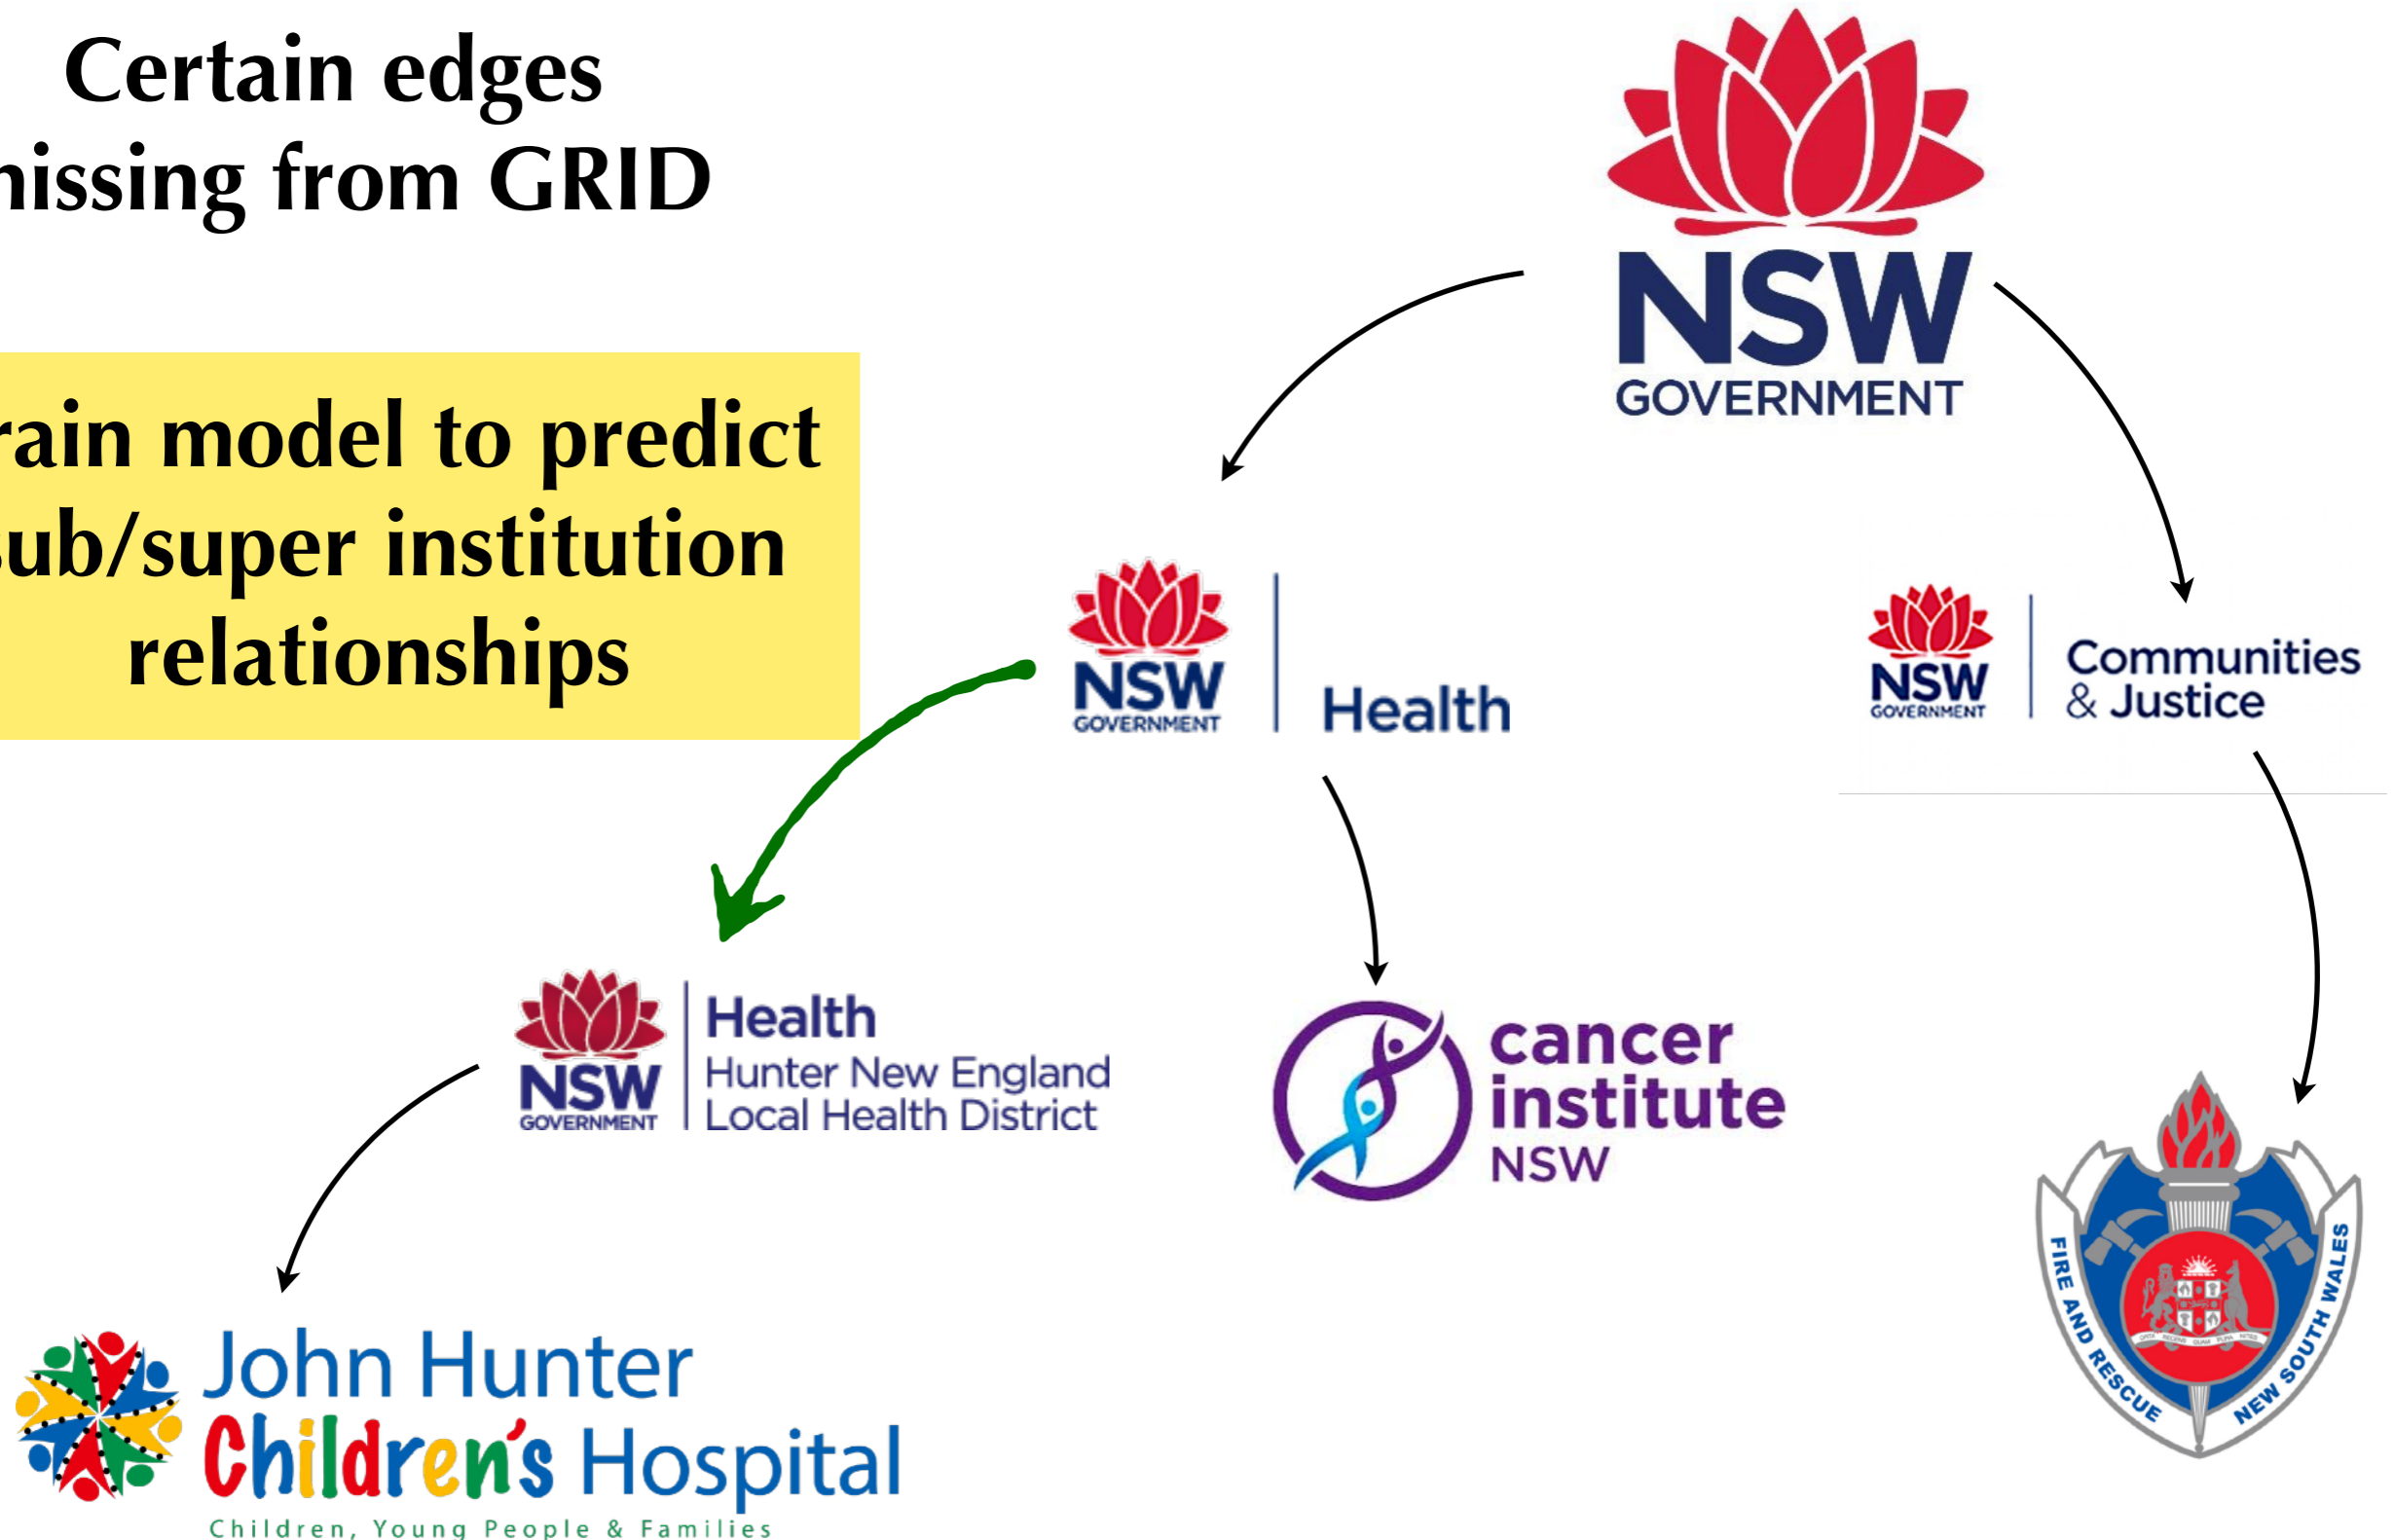 Certain edges
issing from GRID
rain model to predict
ub/super institution
relationships
NSW
GOVERNMENT
NSW
GOVERNMENT
Health
NSW
GOVERNMENT
Communities
& Justice
NSW
GOVERNMENT
Health
Hunter New England
Local Health District
cancer
institute
NSW
FIRE AND RESCUE
NEW SOUTH WALES
John Hunter
Children's Hospital
Children, Young People & Families